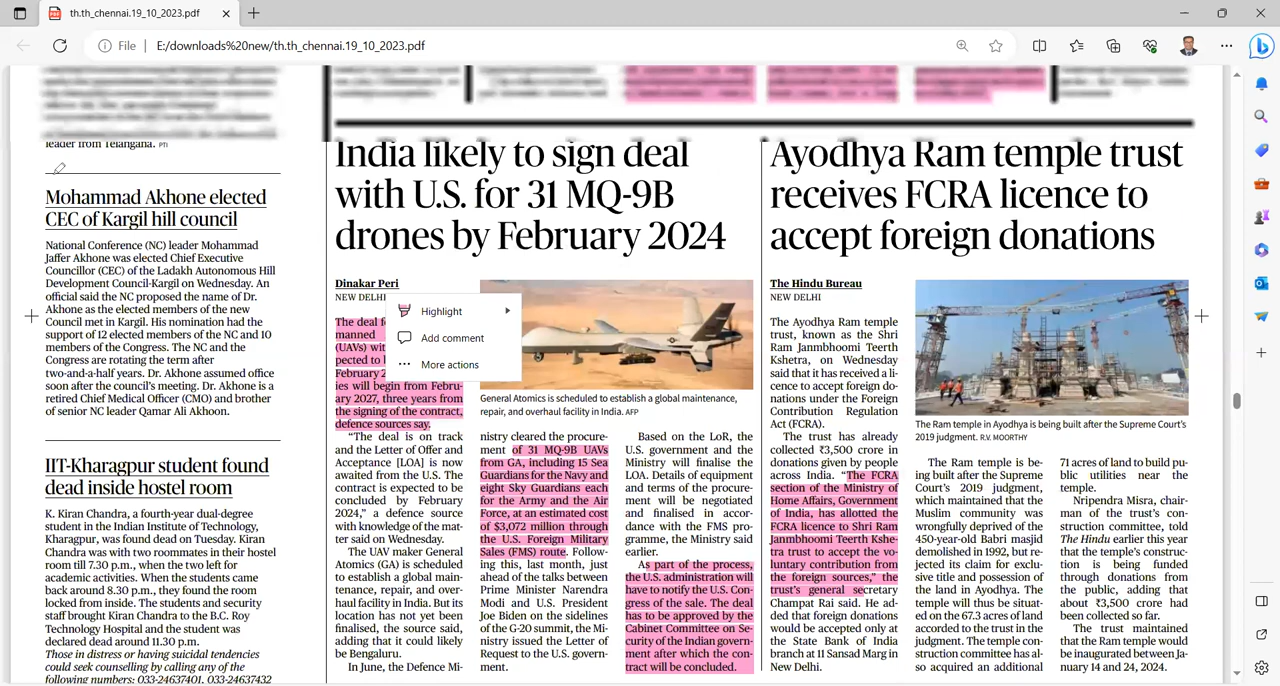 th.th_chennai.19_10_2023.pdf
File
E:/downloads%20new/th.th_chennai.19_10_2023.pdf
leader from Telangana. PTI
Mohammad Akhone elected
CEC of Kargil hill council
National Conference (NC) leader Mohammad
Jaffer Akhone was elected Chief Executive
Councillor (CEC) of the Ladakh Autonomous Hill
Development Council-Kargil on Wednesday. An
official said the NC proposed the name of Dr.
Akhone as the elected members of the new
Council met in Kargil. His nomination had the
support of 12 elected members of the NC and 10
members of the Congress. The NC and the
Congress are rotating the term after
two-and-a-half years. Dr. Akhone assumed office
soon after the council's meeting. Dr. Akhone is a
retired Chief Medical Officer (CMO) and brother
of senior NC leader Qamar Ali Akhoon.
IIT-Kharagpur student found
dead inside hostel room
K. Kiran Chandra, a fourth-year dual-degree
student in the Indian Institute of Technology,
Kharagpur, was found dead on Tuesday. Kiran
Chandra was with two roommates in their hostel
room till 7.30 p.m., when the two left for
academic activities. When the students came
back around 8.30 p.m., they found the room
locked from inside. The students and security
staff brought Kiran Chandra to the B.C. Roy
Technology Hospital and the student was
declared dead around 11.30 p.m.
Those in distress or having suicidal tendencies
could seek counselling by calling any of the
following numbers: 033-24637401, 033-24637432
India likely to sign deal
with U.S. for 31 MQ-9B
drones by February 2024
Dinakar Peri
NEW DELHI
Highlight
Add comment
More actions
The deal f
manned
(UAVs) wit
pected to
February 2
ies will begin from Febru-
ary 2027, three years from
the signing of the contract,
defence sources say.
"The deal is on track
and the Letter of Offer and
Acceptance [LOA] is now
awaited from the U.S. The
contract is expected to be
concluded by February
2024," a defence source
with knowledge of the mat-
ter said on Wednesday.
The UAV maker General
Atomics (GA) is scheduled
to establish a global main-
tenance, repair, and over-
haul facility in India. But its
location has not yet been
finalised, the source said,
adding that it could likely
be Bengaluru.
In June, the Defence Mi-
General Atomics is scheduled to establish a global maintenance,
repair, and overhaul facility in India. AFP
nistry cleared the procure-
ment of 31 MQ-9B UAVs
from GA, including 15 Sea
Guardians for the Navy and
eight Sky Guardians each
for the Army and the Air
Force, at an estimated cost
of $3,072 million through
the U.S. Foreign Military
Sales (FMS) route. Follow-
ing this, last month, just
ahead of the talks between
Prime Minister Narendra
Modi and U.S. President
Joe Biden on the sidelines
of the G-20 summit, the Mi-
nistry issued the Letter of
Request to the U.S. govern-
ment.
Based on the LoR, the
U.S. government and the
Ministry will finalise the
LOA. Details of equipment
and terms of the procure-
ment will be negotiated
and finalised in accor-
dance with the FMS pro-
gramme, the Ministry said
earlier.
As part of the process,
the U.S. administration will
have to notify the U.S. Con-
gress of the sale. The deal
has to be approved by the
Cabinet Committee on Se-
curity of the Indian govern-
ment after which the con-
tract will be concluded.
Ayodhya Ram temple trust
receives FCRA licence to
accept foreign donations
The Hindu Bureau
NEW DELHI
The Ayodhya Ram temple
trust, known as the Shri
Ram Janmbhoomi Teerth
Kshetra, on Wednesday
said that it has received a li-
cence to accept foreign do-
nations under the Foreign
Contribution Regulation
Act (FCRA).
The trust has already
collected ₹3,500 crore in
donations given by people
across India. "The FCRA
section of the Ministry of
Home Affairs, Government
of India, has allotted the
FCRA licence to Shri Ram
Janmbhoomi Teerth Kshe-
tra trust to accept the vo-
luntary contribution from
the foreign sources," the
trust's general secretary
Champat Rai said. He ad-
ded that foreign donations
would be accepted only at
the State Bank of India
branch at 11 Sansad Marg in
New Delhi.
The Ram temple is being built after the Supreme Court's
2019 judgment. R.V. MOORTHY
The Ram temple is be-
ing built after the Supreme
Court's 2019 judgment,
which maintained that the
Muslim community was
wrongfully deprived of the
450-year-old Babri masjid
demolished in 1992, but re-
jected its claim for exclu-
sive title and possession of
the land in Ayodhya. The
temple will thus be situat-
ed on the 67.3 acres of land
accorded to the trust in the
judgment. The temple con-
struction committee has al-
so acquired an additional
71 acres of land to build pu-
blic utilities near the
temple.
Nripendra Misra, chair-
man of the trust's con-
struction committee, told
The Hindu earlier this year
that the temple's construc-
tion is being funded
through donations from
the public, adding that
about ₹3,500 crore had
been collected so far.
The trust maintained
that the Ram temple would
be inaugurated between Ja-
nuary 14 and 24, 2024.